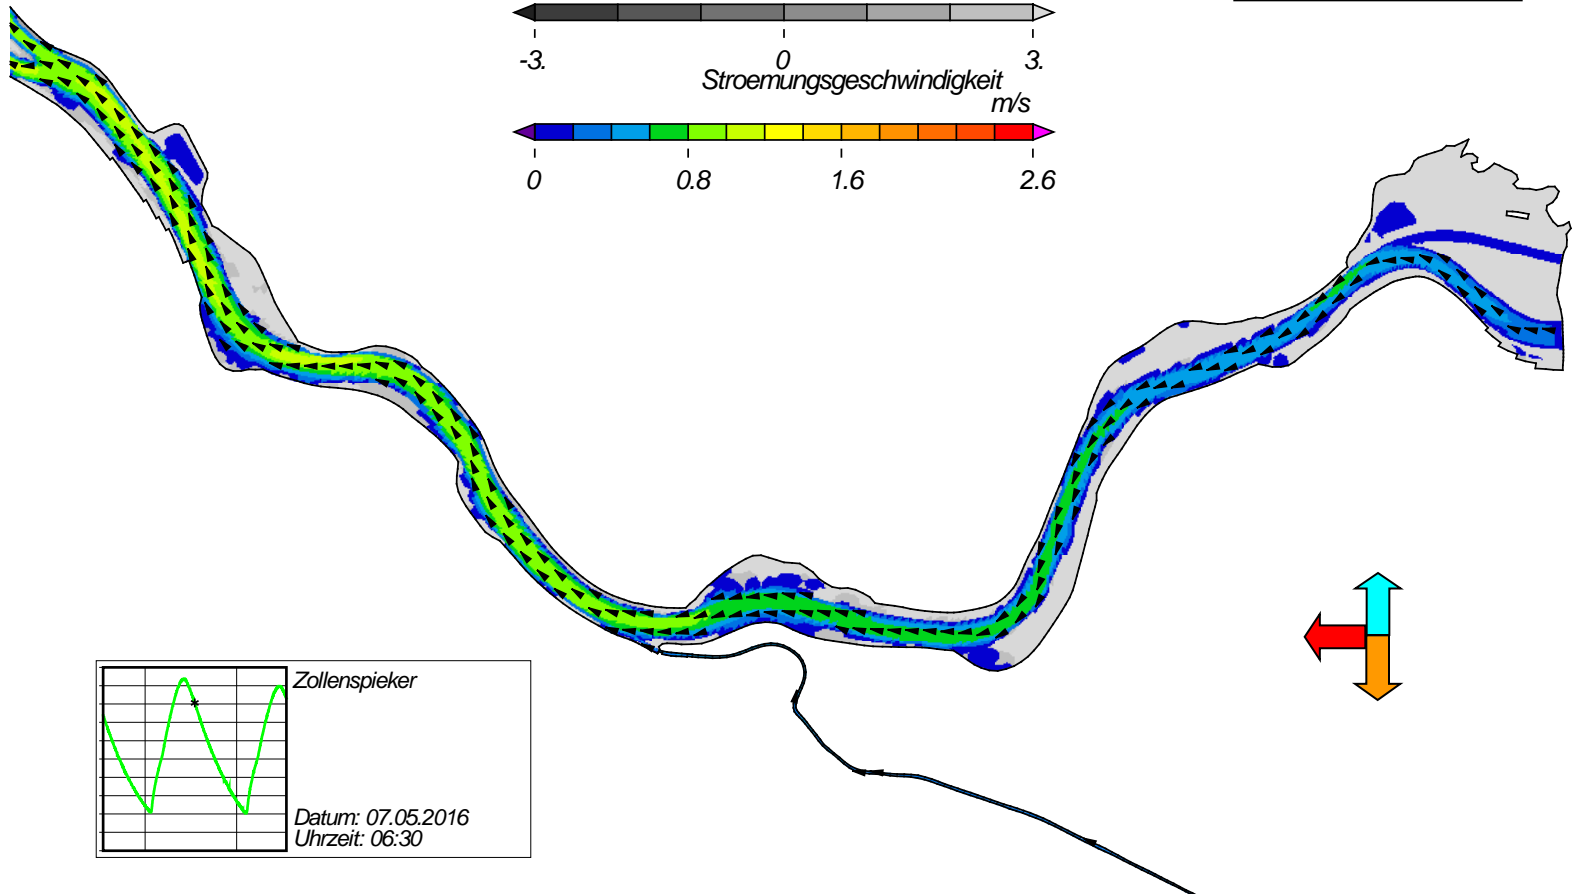 -3. 0 3.
Stroemungsgeschwindigkeit
m/s
0 0.8 1.6 2.6
Zollenspieker
Datum: 07.05.2016
Uhrzeit: 06:30